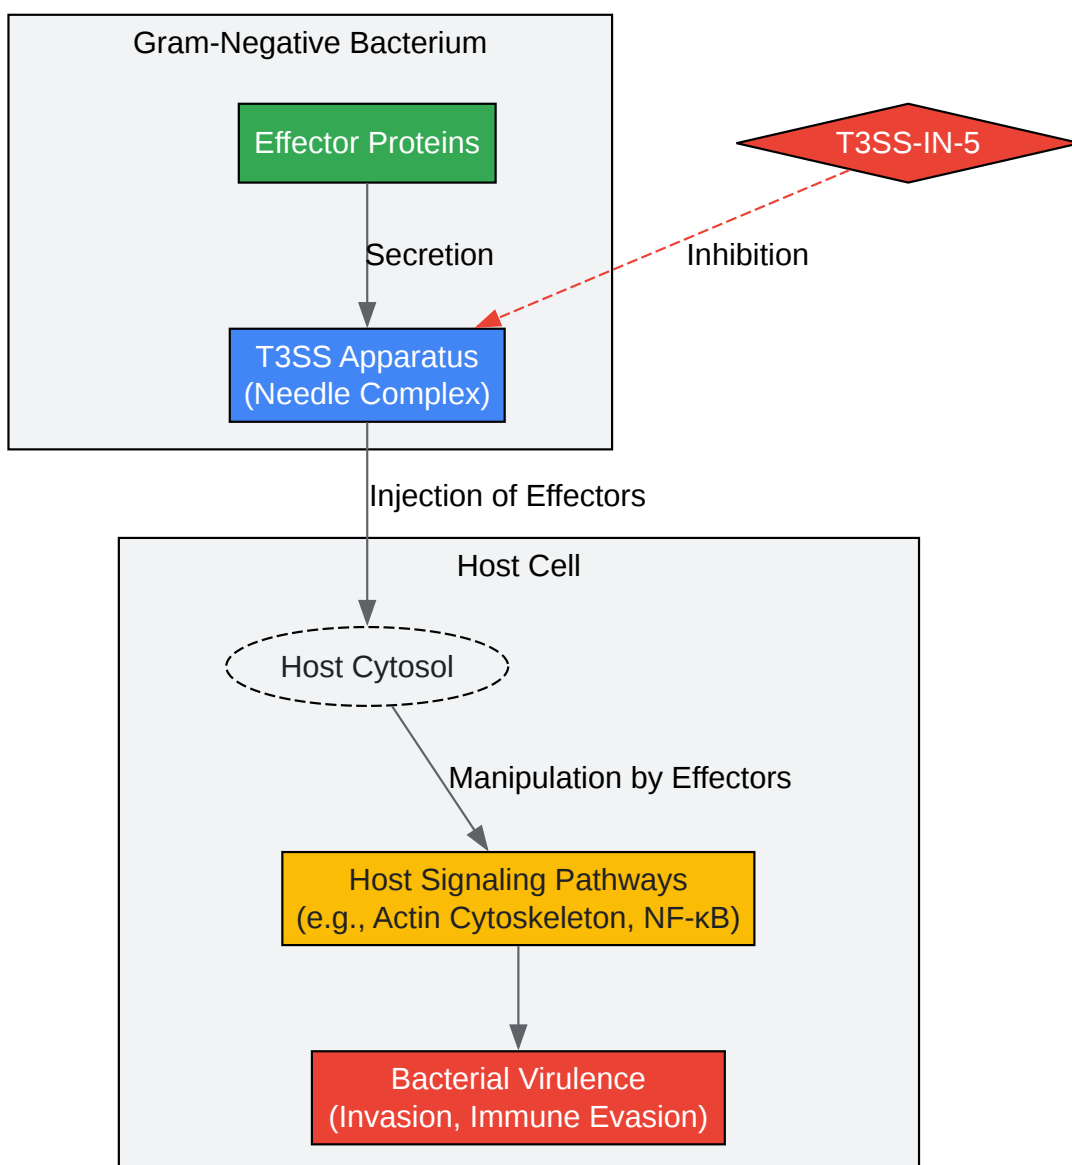 Gram-Negative Bacterium
Effector Proteins
T3SS-IN-5
Secretion
Inhibition
T3SS Apparatus
(Needle Complex)
Injection of Effectors
Host Cell
Host Cytosol
Manipulation by Effectors
Host Signaling Pathways
(e.g., Actin Cytoskeleton, NF-κB)
Bacterial Virulence
(Invasion, Immune Evasion)